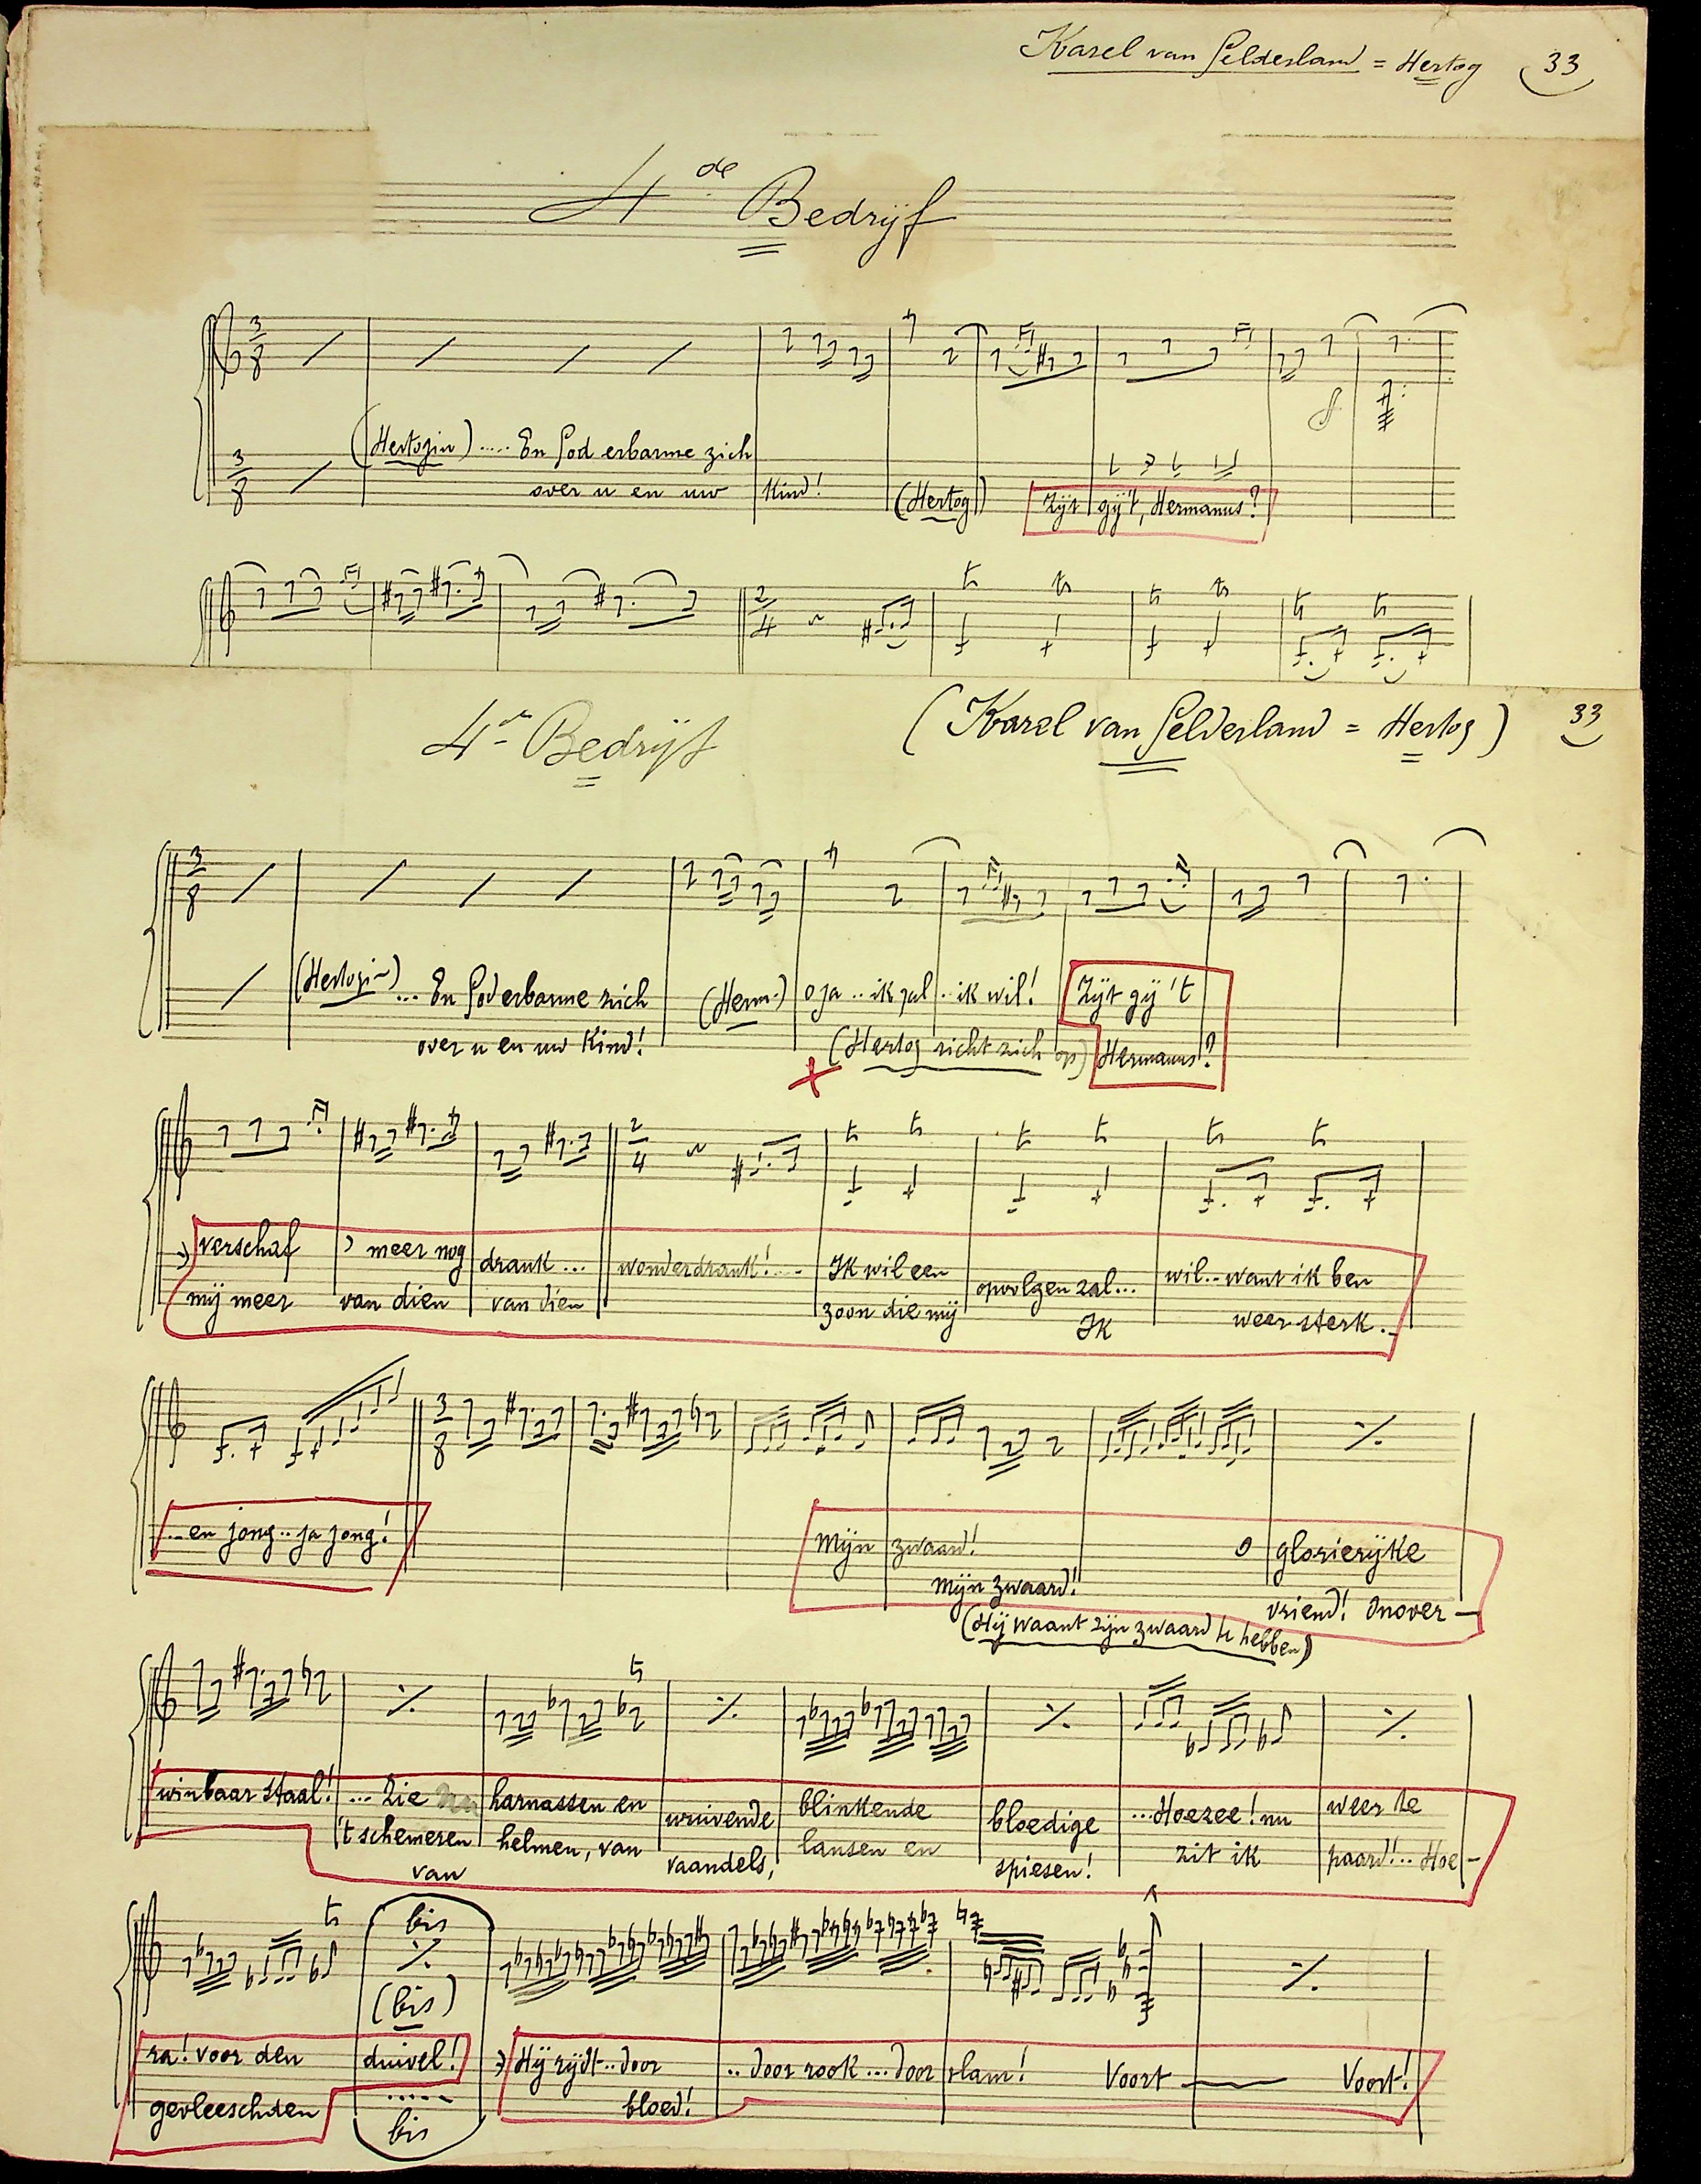 Karel van Gelderland = Hertog 33
4de Bedrijf
3/8
(Hertogin) ..... En God erbarme zich
over u en uw Kind!
3/8
(Hertog) Zijt gij't, Hermanus?
2/4
4de Bedrijf (Karel van Gelderland = Hertog) 33
3/8
(Hertogin) ... En God erbarme zich (Herm.) o ja .. ik zal .. ik wil! Zijt gij 't
over u en uw Kind! (Hertog richt zich op) Hermanus?
2/4
verschaf meer nog drank ... wonderdrank! ... Ik wil een opvolgen zal... wil .. want ik ben
mij meer van dien van dien zoon die mij Ik weer sterk ..
3/8
... en jong .. ja jong! Mijn zwaard! o glorierijke
mijn zwaard! vriend! Onover-
(Hij waant zijn zwaard te hebben)
winbaar staal! ... Zie harnassen en wuivende blinkende bloedige ... Hoezee! nu weer te
't schemeren helmen, van vaandels, lansen en spiesen! zit ik paard! .. Hoe-
van
bis
(bis)
ra! voor den duivel! Hij rijdt .. door .. door rook ... door vlam! Voort — Voort!
gevleeschden ..... bloed!
bis